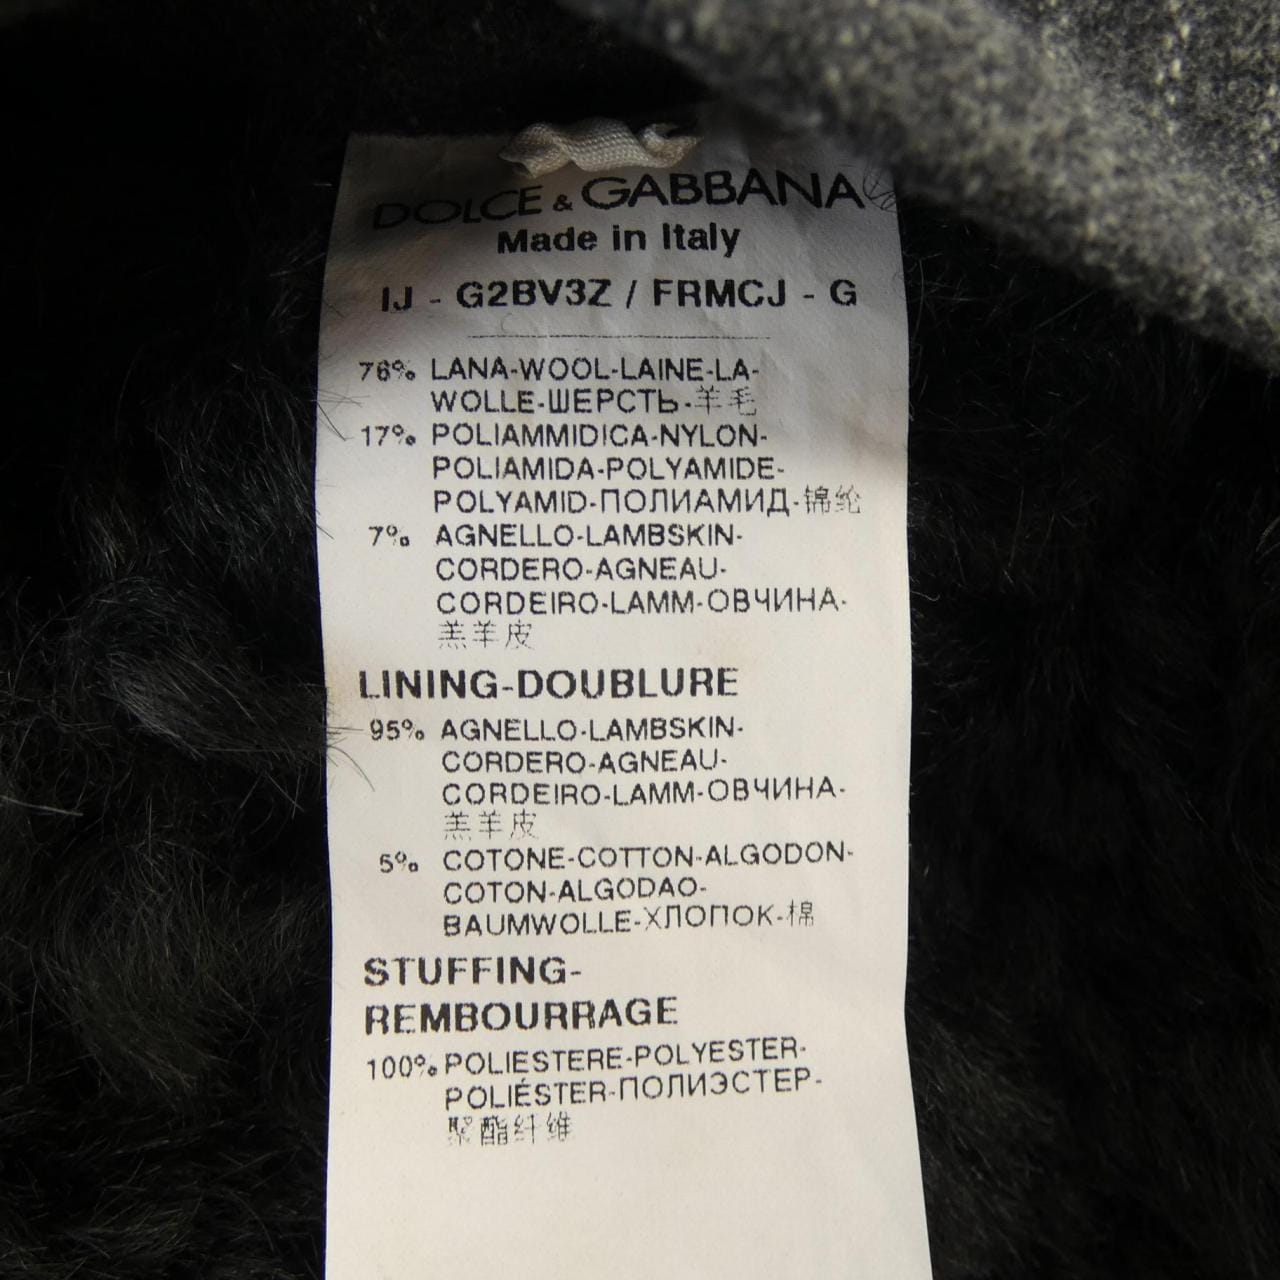 DOLCE & GABBANA
Made in Italy
IJ - G2BV3Z / FRMCJ - G
76% LANA-WOOL-LAINE-LA-
WOLLE-ШЕРСТЬ-羊毛
17% POLIAMMIDICA-NYLON-
POLIAMIDA-POLYAMIDE-
POLYAMID-ПОЛИАМИД-锦纶
7% AGNELLO-LAMBSKIN-
CORDERO-AGNEAU-
CORDEIRO-LAMM-ОВЧИНА-
羔羊皮
LINING-DOUBLURE
95% AGNELLO-LAMBSKIN-
CORDERO-AGNEAU-
CORDEIRO-LAMM-ОВЧИНА-
羔羊皮
5% COTONE-COTTON-ALGODON-
COTON-ALGODAO-
BAUMWOLLE-ХЛОПОК-棉
STUFFING-
REMBOURRAGE
100% POLIESTERE-POLYESTER-
POLIÉSTER-ПОЛИЭСТЕР-
聚酯纤维